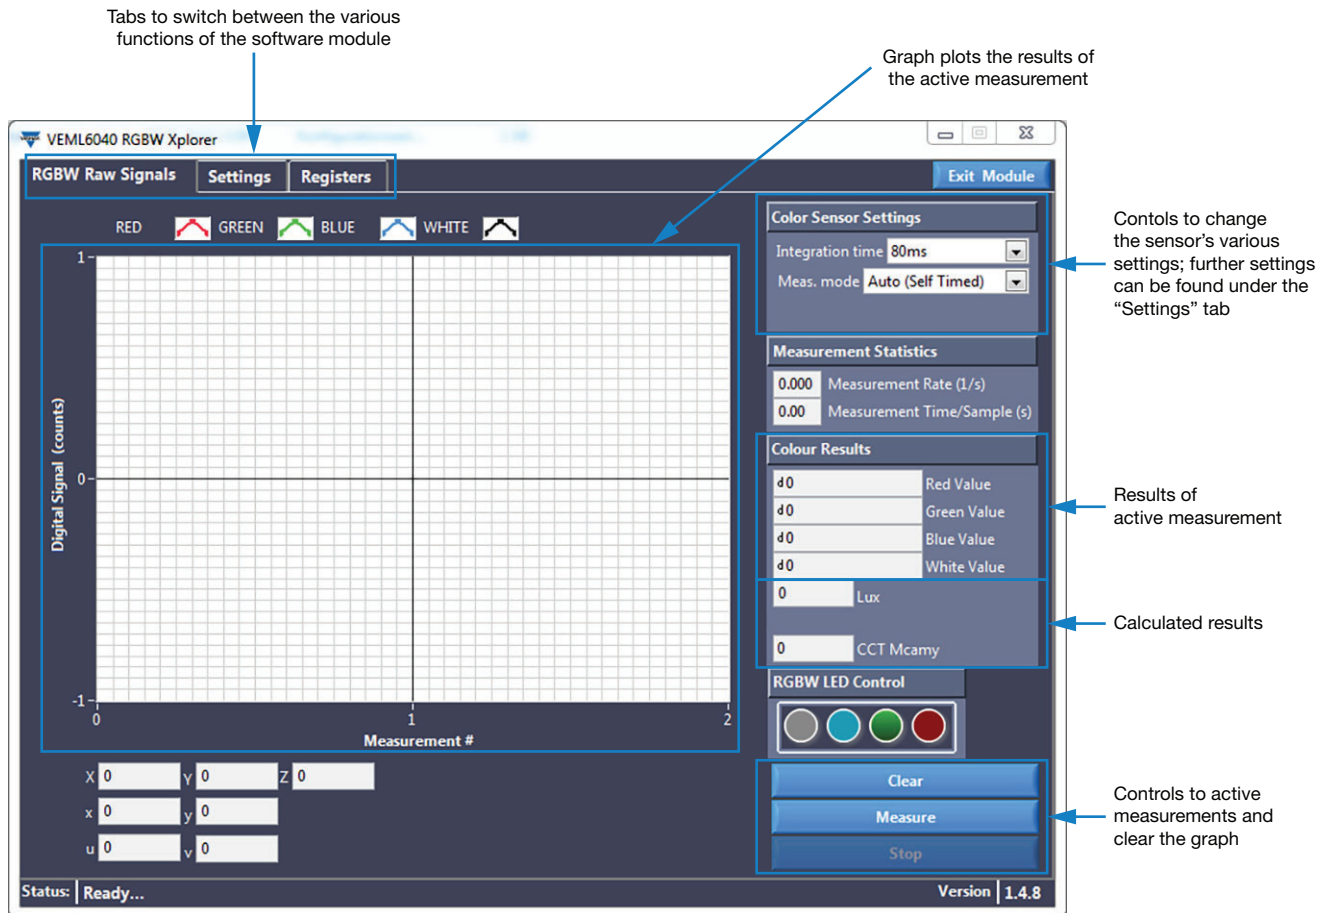 Tabs to switch between the various
functions of the software module
Graph plots the results of
the active measurement
VEML6040 RGBW Xplorer
RGBW Raw Signals
Settings
Registers
Exit Module
RED
GREEN
BLUE
WHITE
1
0
-1
Digital Signal (counts)
0
1
2
Measurement #
X 0
Y 0
Z 0
x 0
y 0
u 0
v 0
Color Sensor Settings
Integration time 80ms
Meas. mode Auto (Self Timed)
Measurement Statistics
0.000 Measurement Rate (1/s)
0.00 Measurement Time/Sample (s)
Colour Results
d 0 Red Value
d 0 Green Value
d 0 Blue Value
d 0 White Value
0 Lux
0 CCT Mcamy
RGBW LED Control
Clear
Measure
Stop
Status: Ready...
Version 1.4.8
Contols to change
the sensor's various
settings; further settings
can be found under the
“Settings” tab
Results of
active measurement
Calculated results
Controls to active
measurements and
clear the graph